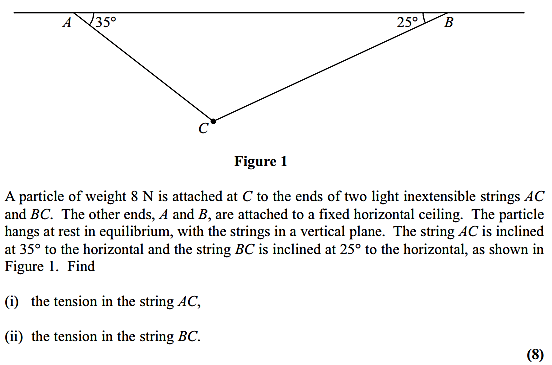 A 35° 25° B
C
Figure 1
A particle of weight 8 N is attached at C to the ends of two light inextensible strings AC
and BC. The other ends, A and B, are attached to a fixed horizontal ceiling. The particle
hangs at rest in equilibrium, with the strings in a vertical plane. The string AC is inclined
at 35° to the horizontal and the string BC is inclined at 25° to the horizontal, as shown in
Figure 1. Find
(i) the tension in the string AC,
(ii) the tension in the string BC.
(8)